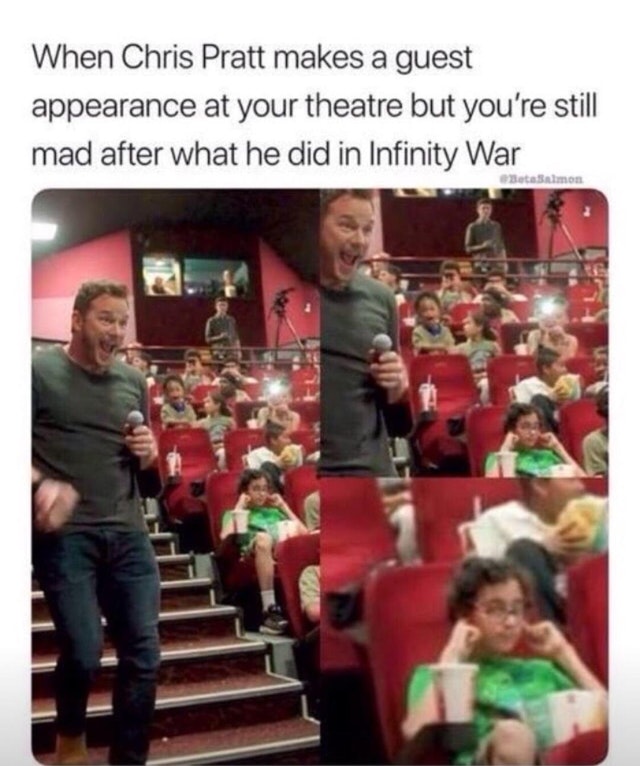 When Chris Pratt makes a guest
appearance at your theatre but you're still
mad after what he did in Infinity War
@BetaSalmon